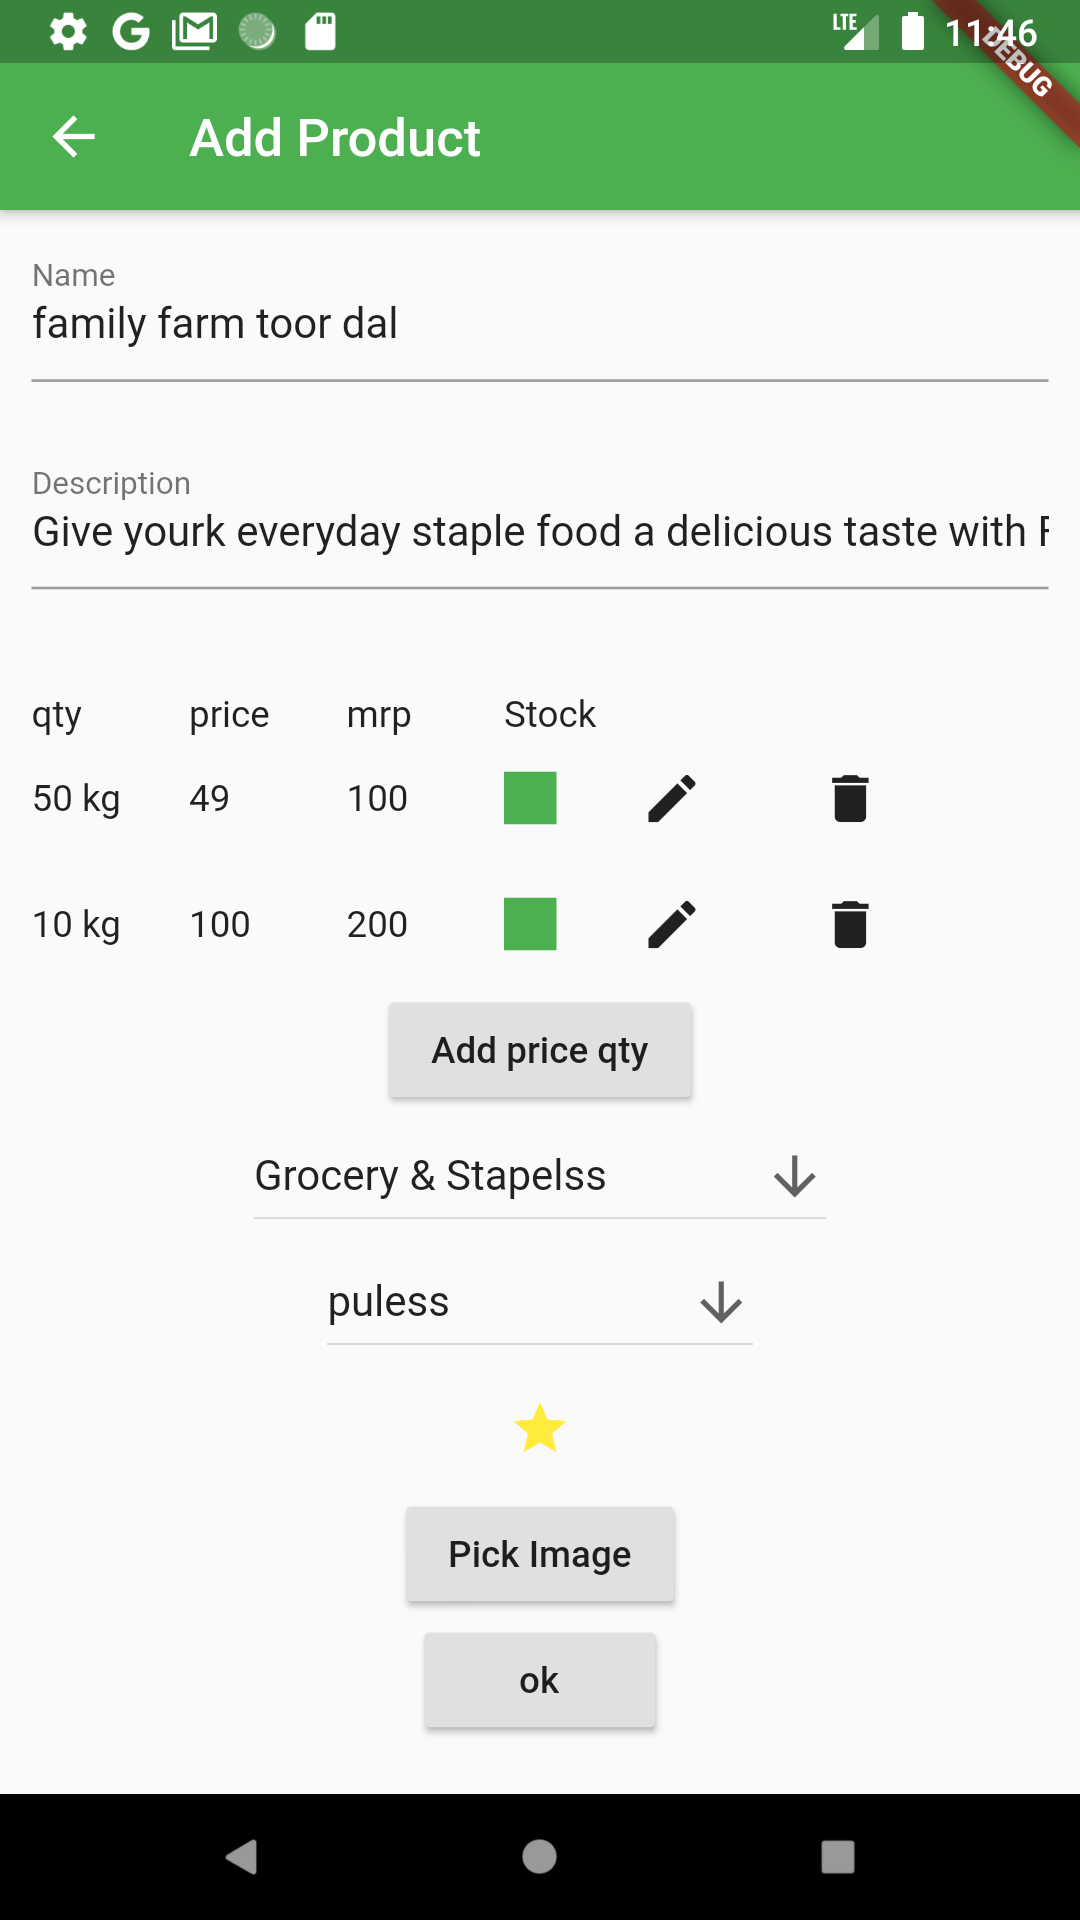 LTE 11:46
DEBUG
Add Product
Name
family farm toor dal
Description
Give yourk everyday staple food a delicious taste with F
qty price mrp Stock
50 kg 49 100
10 kg 100 200
Add price qty
Grocery & Stapelss
puless
Pick Image
ok